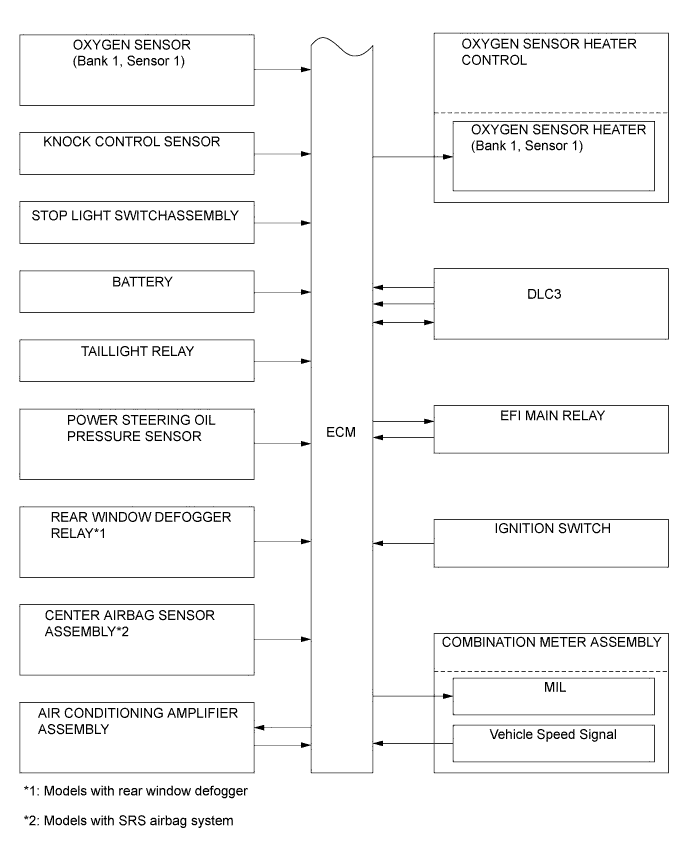 OXYGEN SENSOR
(Bank 1, Sensor 1)
KNOCK CONTROL SENSOR
STOP LIGHT SWITCHASSEMBLY
BATTERY
TAILLIGHT RELAY
POWER STEERING OIL
PRESSURE SENSOR
REAR WINDOW DEFOGGER
RELAY*1
CENTER AIRBAG SENSOR
ASSEMBLY*2
AIR CONDITIONING AMPLIFIER
ASSEMBLY
ECM
OXYGEN SENSOR HEATER
CONTROL
OXYGEN SENSOR HEATER
(Bank 1, Sensor 1)
DLC3
EFI MAIN RELAY
IGNITION SWITCH
COMBINATION METER ASSEMBLY
MIL
Vehicle Speed Signal
*1: Models with rear window defogger
*2: Models with SRS airbag system